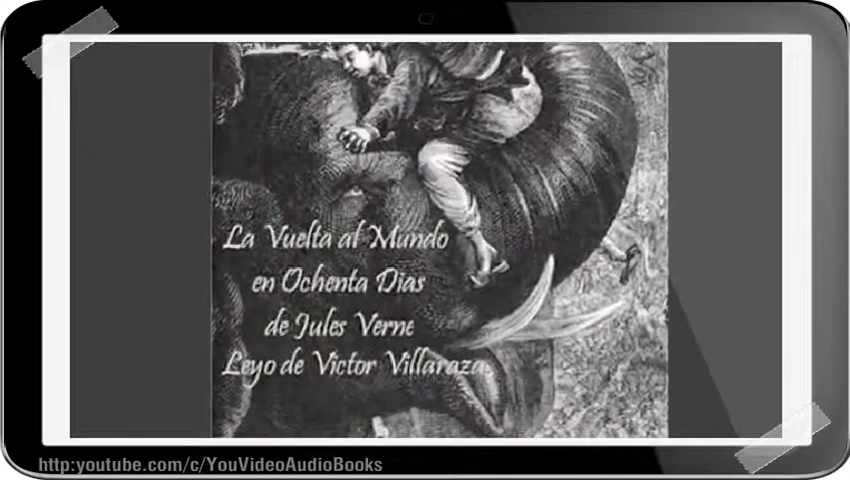 La Vuelta al Mundo
en Ochenta Dias
de Jules Verne
Leyo de Victor Villaraza
http:youtube.com/c/YouVideoAudioBooks